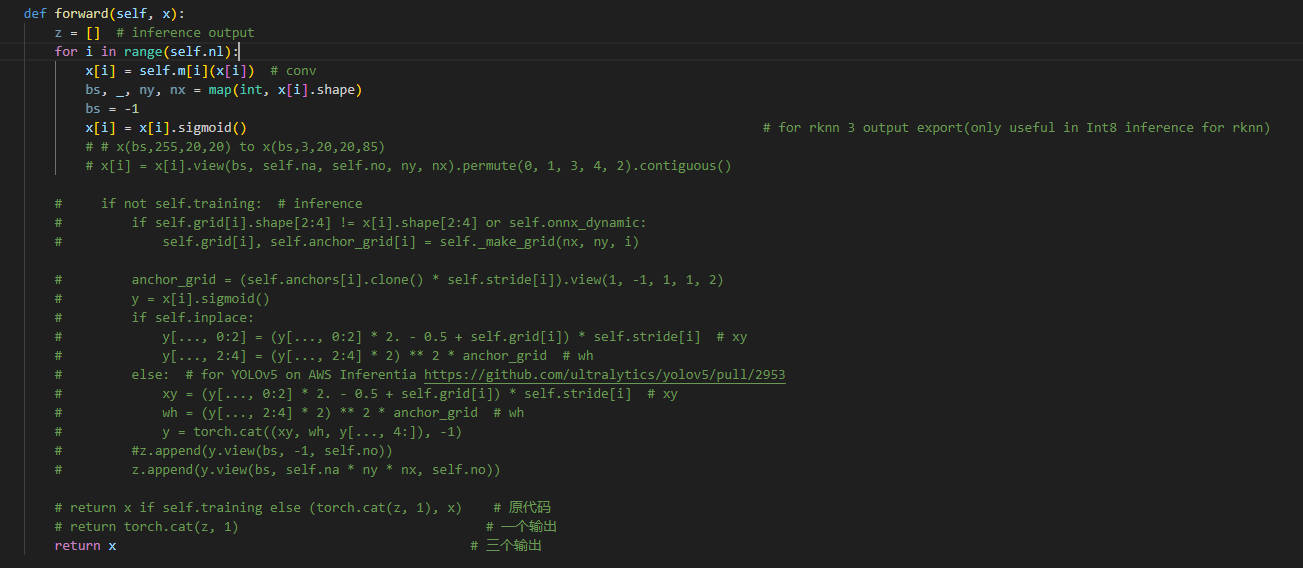 def forward(self, x):
z = []  # inference output
for i in range(self.nl):
x[i] = self.m[i](x[i])  # conv
bs, _, ny, nx = map(int, x[i].shape)
bs = -1
x[i] = x[i].sigmoid() # for rknn 3 output export(only useful in Int8 inference for rknn)
# # x(bs,255,20,20) to x(bs,3,20,20,85)
# x[i] = x[i].view(bs, self.na, self.no, ny, nx).permute(0, 1, 3, 4, 2).contiguous()
#     if not self.training:  # inference
#         if self.grid[i].shape[2:4] != x[i].shape[2:4] or self.onnx_dynamic:
#             self.grid[i], self.anchor_grid[i] = self._make_grid(nx, ny, i)
#         anchor_grid = (self.anchors[i].clone() * self.stride[i]).view(1, -1, 1, 1, 2)
#         y = x[i].sigmoid()
#         if self.inplace:
#             y[..., 0:2] = (y[..., 0:2] * 2. - 0.5 + self.grid[i]) * self.stride[i]  # xy
#             y[..., 2:4] = (y[..., 2:4] * 2) ** 2 * anchor_grid  # wh
#         else:  # for YOLOv5 on AWS Inferentia https://github.com/ultralytics/yolov5/pull/2953
#             xy = (y[..., 0:2] * 2. - 0.5 + self.grid[i]) * self.stride[i]  # xy
#             wh = (y[..., 2:4] * 2) ** 2 * anchor_grid  # wh
#             y = torch.cat((xy, wh, y[..., 4:]), -1)
#         #z.append(y.view(bs, -1, self.no))
#         z.append(y.view(bs, self.na * ny * nx, self.no))
# return x if self.training else (torch.cat(z, 1), x)    # 原代码
# return torch.cat(z, 1) # 一个输出
return x # 三个输出